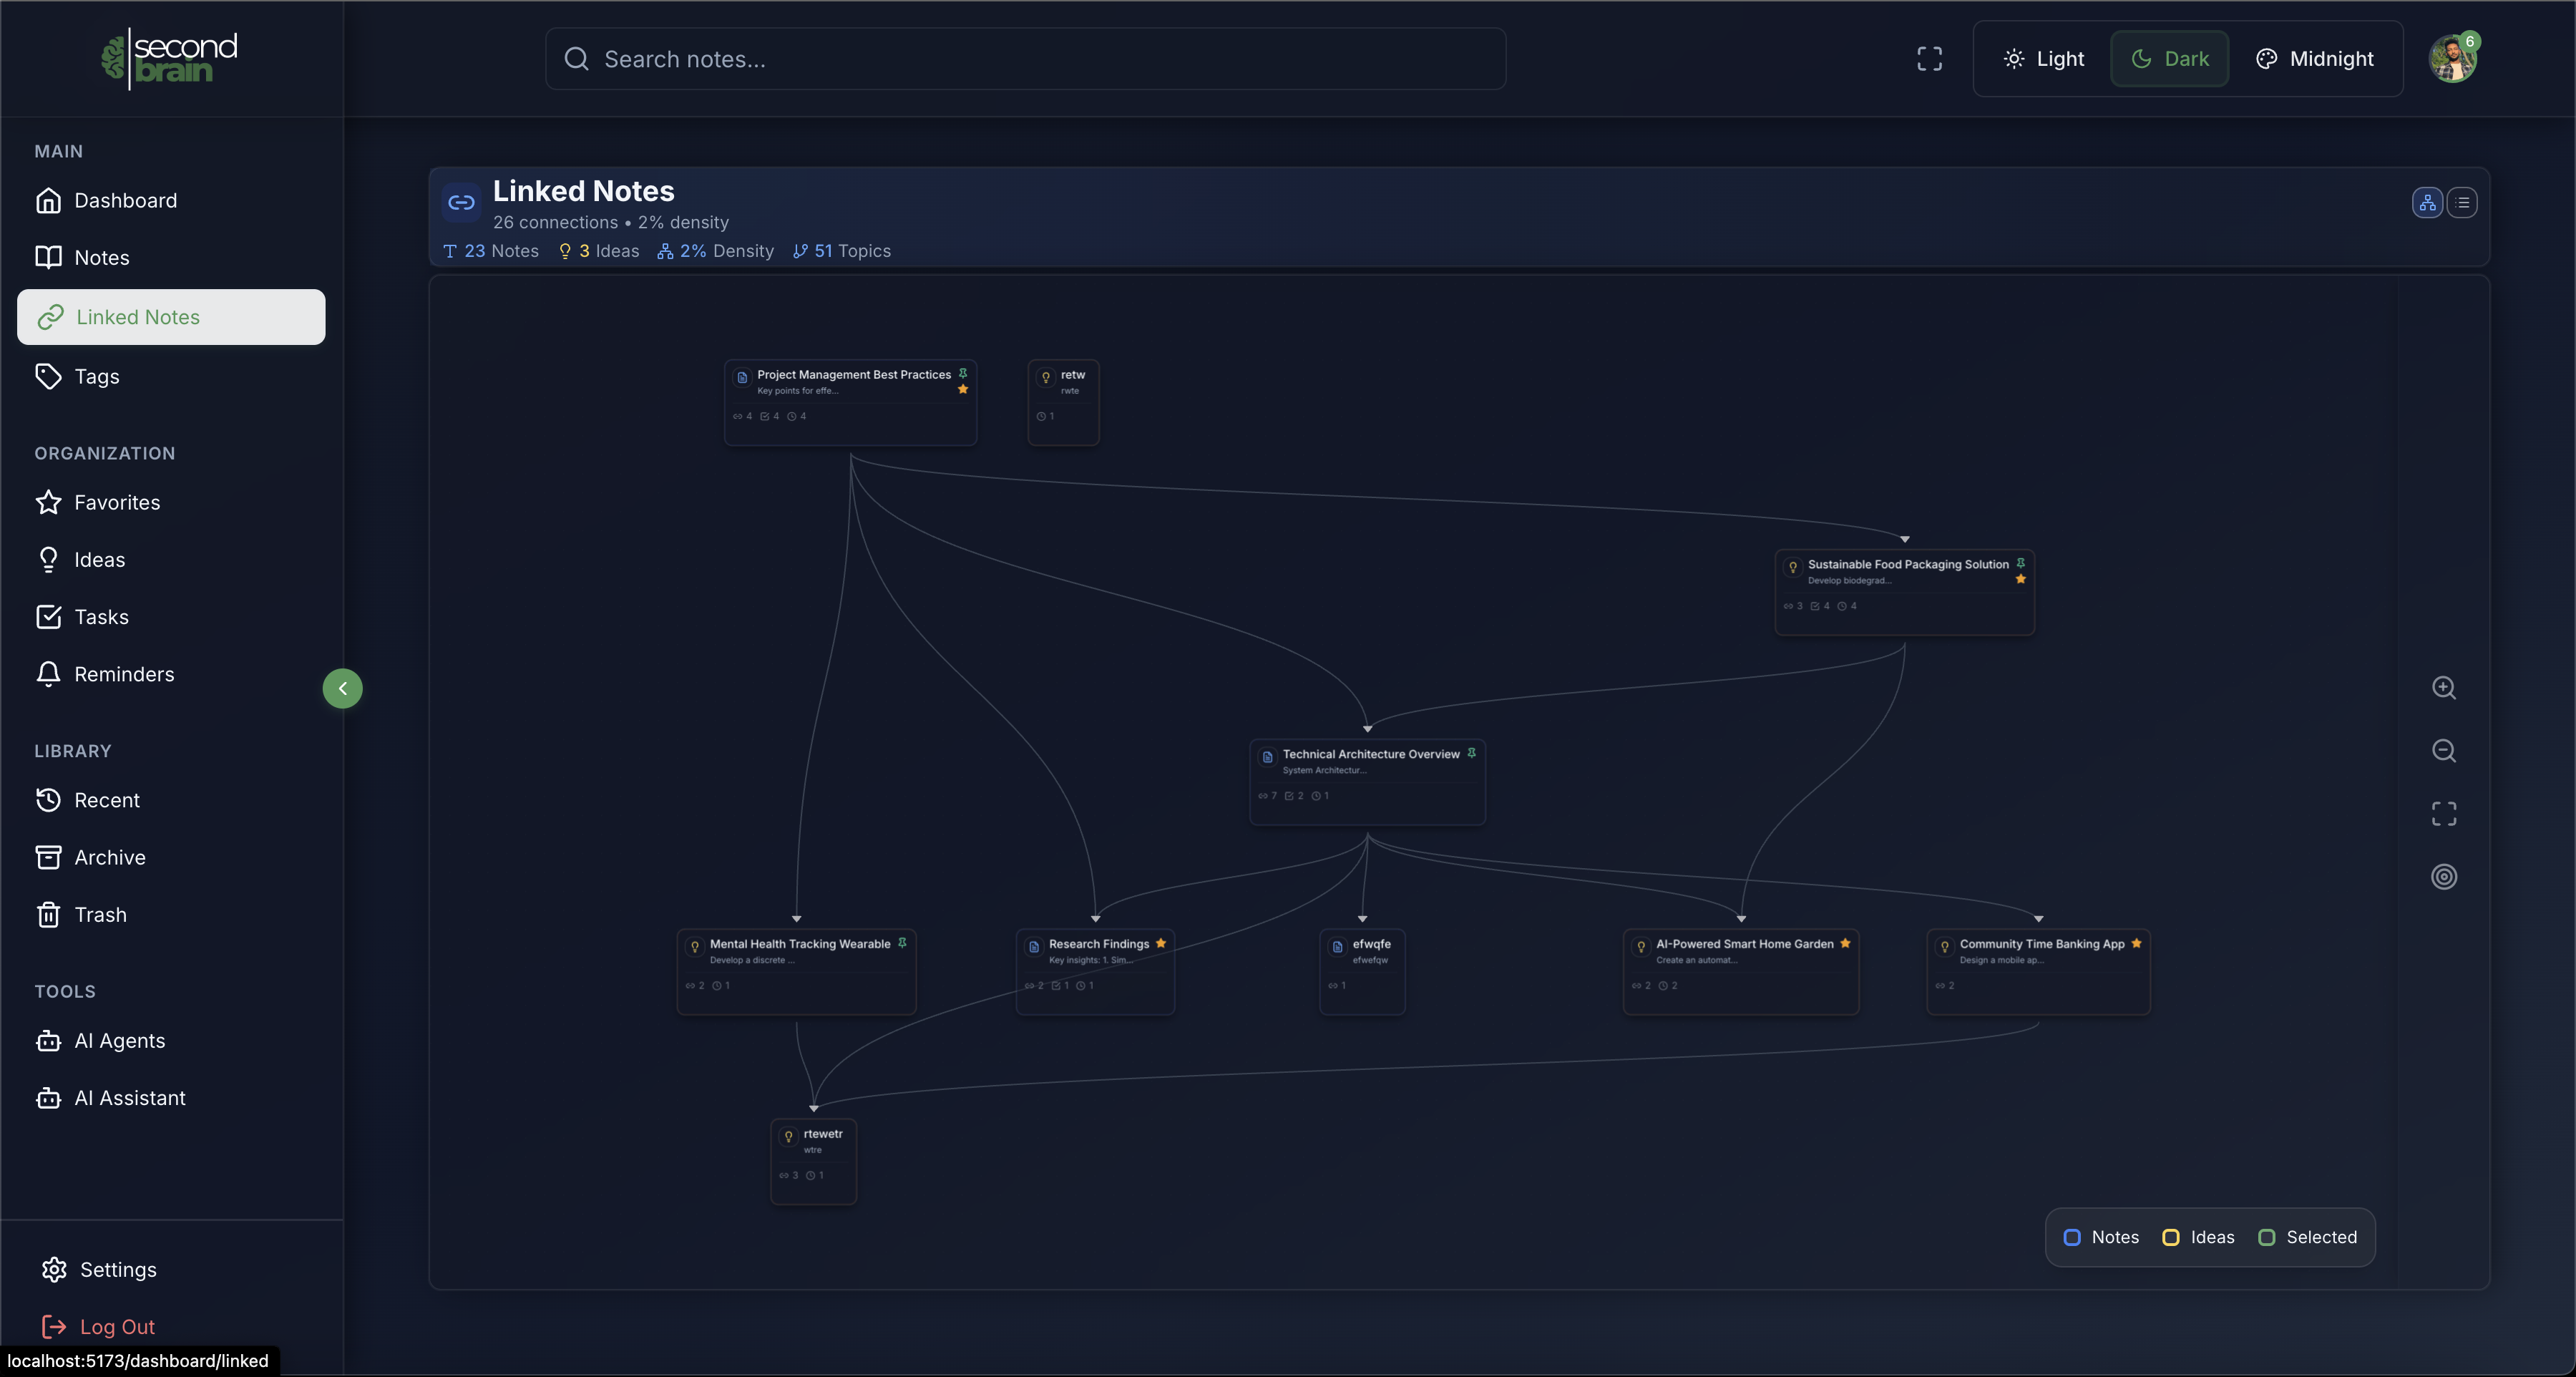 second
brain
Search notes...
Light
Dark
Midnight
6
MAIN
Dashboard
Notes
Linked Notes
Tags
ORGANIZATION
Favorites
Ideas
Tasks
Reminders
LIBRARY
Recent
Archive
Trash
TOOLS
AI Agents
AI Assistant
Settings
Log Out
localhost:5173/dashboard/linked
Linked Notes
26 connections • 2% density
23 Notes 3 Ideas 2% Density 51 Topics
Project Management Best Practices
Key points for effe...
4 4 4
retw
rwte
1
Sustainable Food Packaging Solution
Develop biodegrad...
3 4 4
Technical Architecture Overview
System Architectur...
7 2 1
Mental Health Tracking Wearable
Develop a discrete ...
2 1
Research Findings
Key insights: 1. Sim...
2 1 1
efwqfe
efwefqw
1
AI-Powered Smart Home Garden
Create an automat...
2 2
Community Time Banking App
Design a mobile ap...
2
rtewetr
wtre
3 1
Notes Ideas Selected